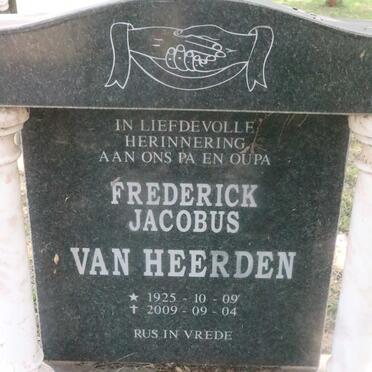 IN LIEFDEVOLLE
HERINNERING
AAN ONS PA EN OUPA
FREDERICK
JACOBUS
VAN HEERDEN
★ 1925 - 10 - 09
✝ 2009 - 09 - 04
RUS IN VREDE